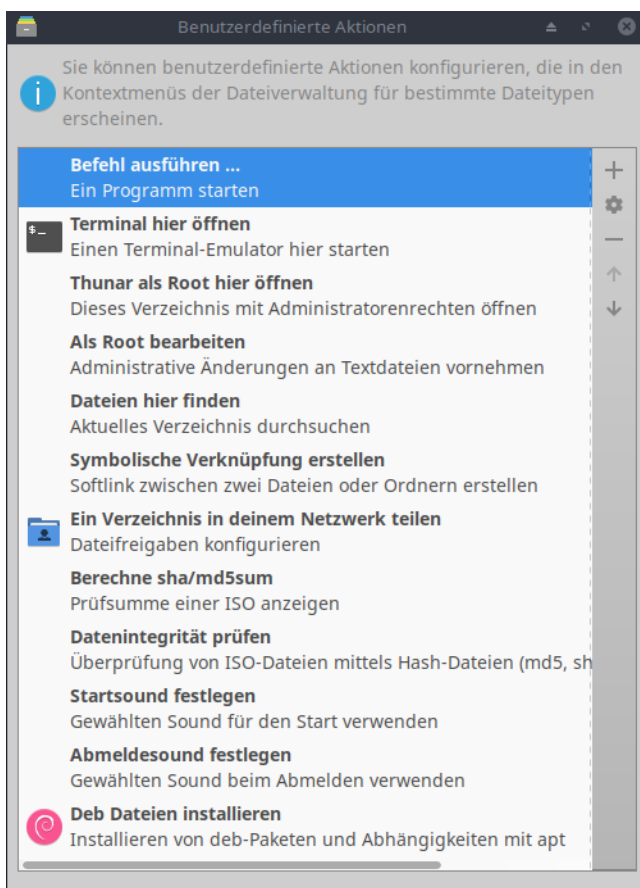 Benutzerdefinierte Aktionen
Sie können benutzerdefinierte Aktionen konfigurieren, die in den
Kontextmenüs der Dateiverwaltung für bestimmte Dateitypen
erscheinen.
Befehl ausführen ...
Ein Programm starten
$_
Terminal hier öffnen
Einen Terminal-Emulator hier starten
Thunar als Root hier öffnen
Dieses Verzeichnis mit Administratorenrechten öffnen
Als Root bearbeiten
Administrative Änderungen an Textdateien vornehmen
Dateien hier finden
Aktuelles Verzeichnis durchsuchen
Symbolische Verknüpfung erstellen
Softlink zwischen zwei Dateien oder Ordnern erstellen
Ein Verzeichnis in deinem Netzwerk teilen
Dateifreigaben konfigurieren
Berechne sha/md5sum
Prüfsumme einer ISO anzeigen
Datenintegrität prüfen
Überprüfung von ISO-Dateien mittels Hash-Dateien (md5, sh
Startsound festlegen
Gewählten Sound für den Start verwenden
Abmeldesound festlegen
Gewählten Sound beim Abmelden verwenden
Deb Dateien installieren
Installieren von deb-Paketen und Abhängigkeiten mit apt